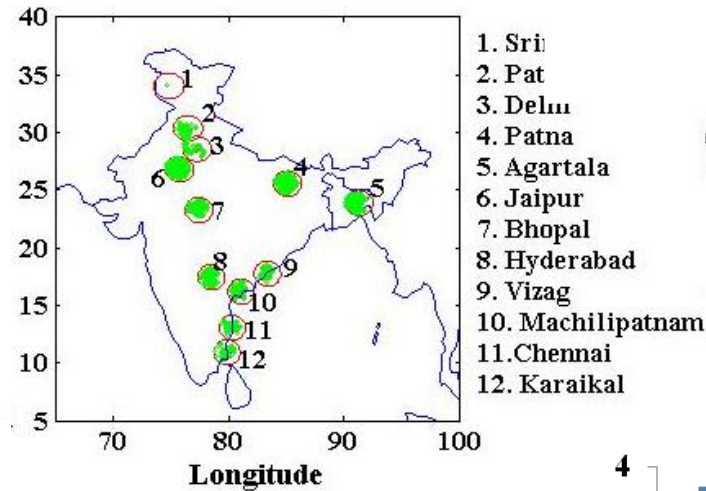 40
35
30
25
20
15
10
5
70 80 90 100
Longitude
1
2
3
4
5
6
7
8
9
10
11
12
1.
2.
3.
4. Patna
5. Agartala
6. Jaipur
7. Bhopal
8. Hyderabad
9. Vizag
10. Machilipatnam
11.Chennai
12. Karaikal
4